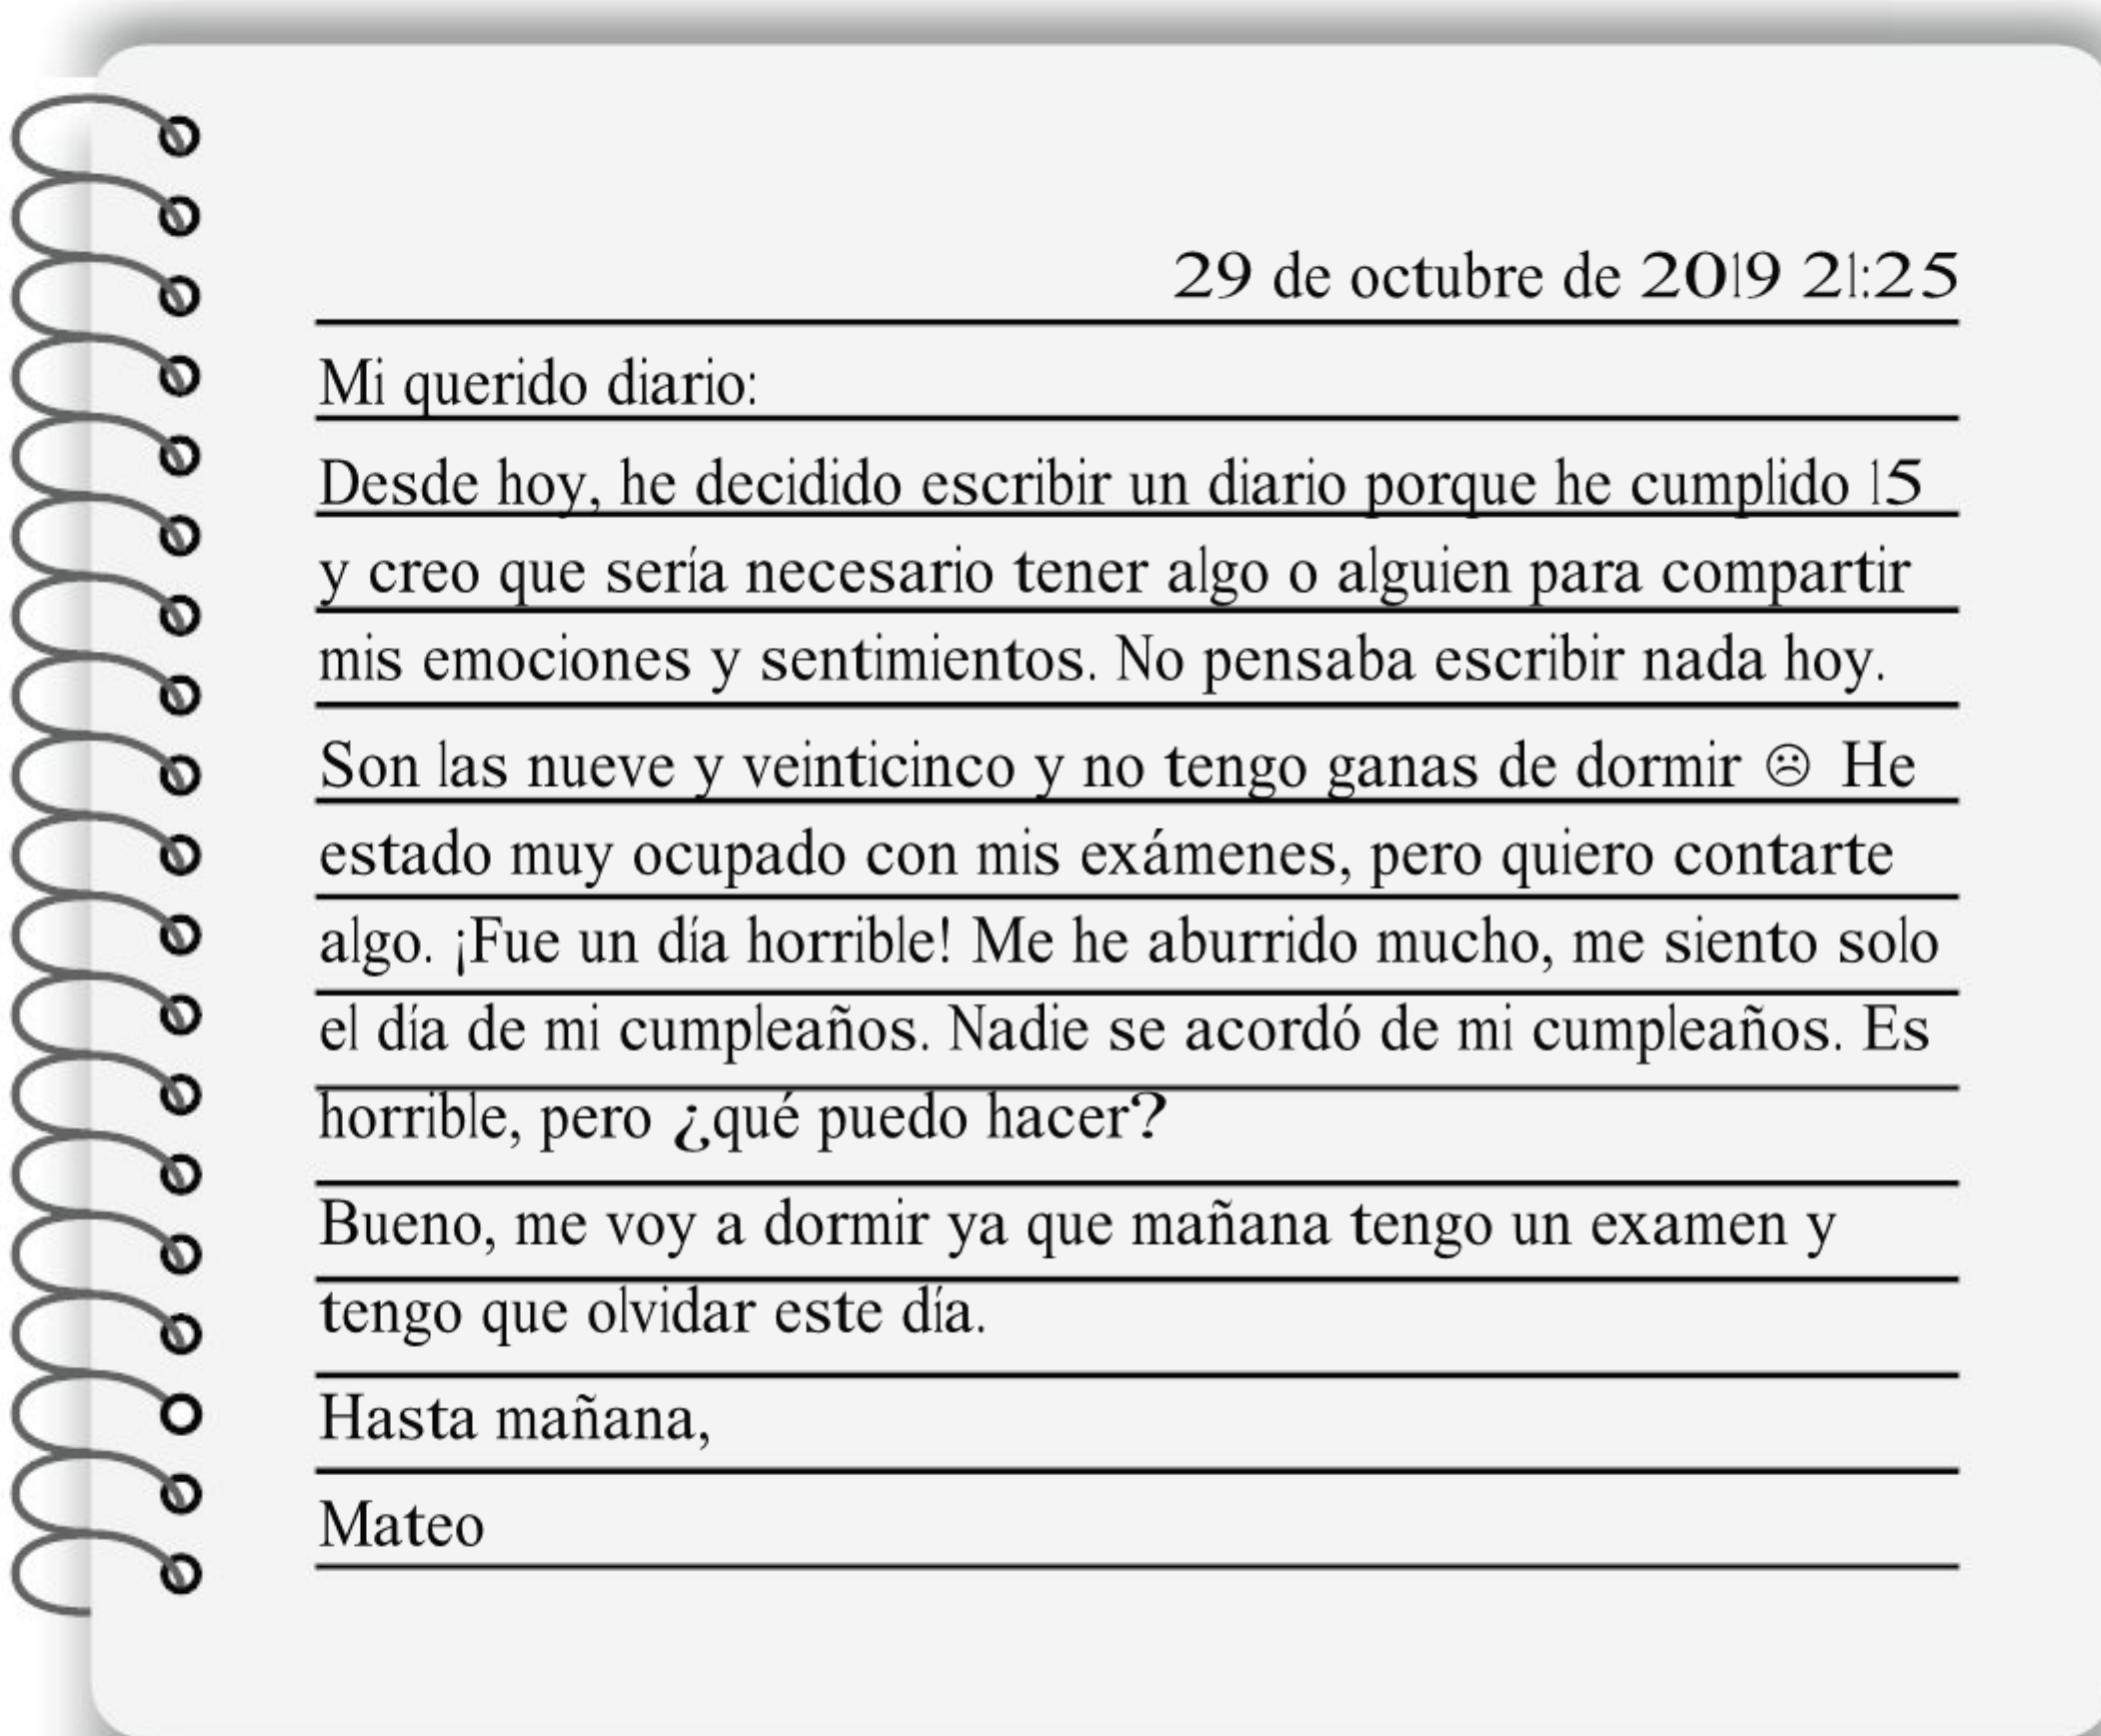 29 de octubre de 2019 21:25
Mi querido diario:
Desde hoy, he decidido escribir un diario porque he cumplido 15
y creo que sería necesario tener algo o alguien para compartir
mis emociones y sentimientos. No pensaba escribir nada hoy.
Son las nueve y veinticinco y no tengo ganas de dormir ☹ He
estado muy ocupado con mis exámenes, pero quiero contarte
algo. ¡Fue un día horrible! Me he aburrido mucho, me siento solo
el día de mi cumpleaños. Nadie se acordó de mi cumpleaños. Es
horrible, pero ¿qué puedo hacer?
Bueno, me voy a dormir ya que mañana tengo un examen y
tengo que olvidar este día.
Hasta mañana,
Mateo